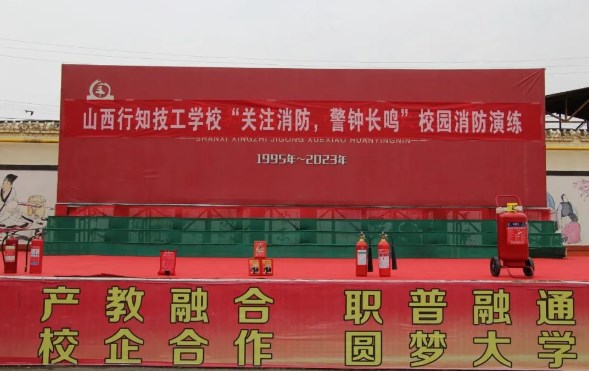 山西行知技工学校“关注消防，警钟长鸣”校园消防演练
SHANXI XINGZHI JIGONG XUEXIAO HUANYINGNIN
1995年~2023年
产教融合 职普融通
校企合作 圆梦大学